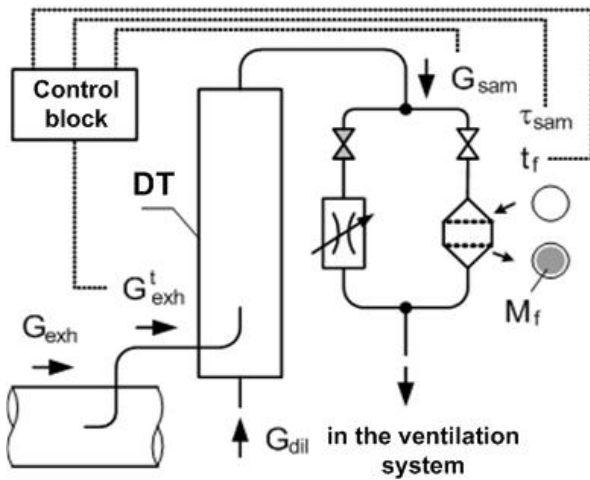 Control
block
G_sam
τ_sam
t_f
DT
G^t_exh
G_exh
M_f
G_dil
in the ventilation
system